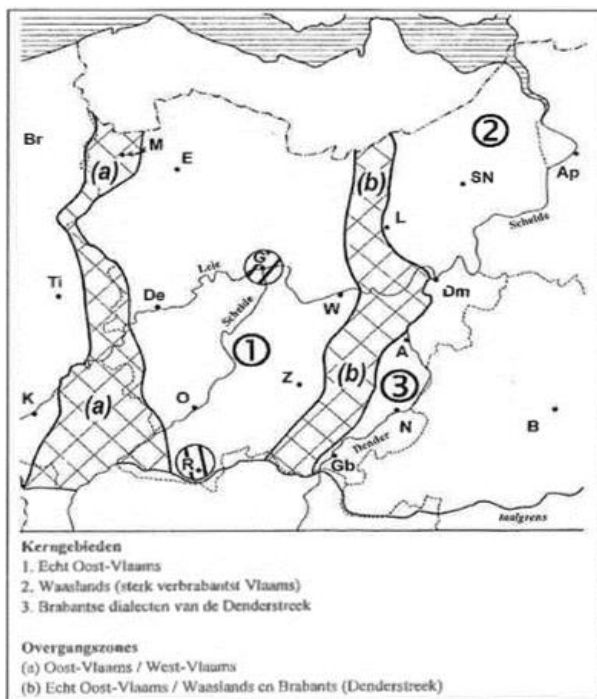 ②
Br
M
(a)
E
(b)
SN
Ap
L
Schelde
G
Leie
Ti
De
Dm
W
Schelde
①
A
(b)
③
Z
(a)
K
O
N
B
Dender
R
Gb
taalgrens
Kerngebieden
1. Echt Oost-Vlaams
2. Waaslands (sterk verbrabantst Vlaams)
3. Brabantse dialecten van de Denderstreek
Overgangszones
(a) Oost-Vlaams / West-Vlaams
(b) Echt Oost-Vlaams / Waaslands en Brabants (Denderstreek)